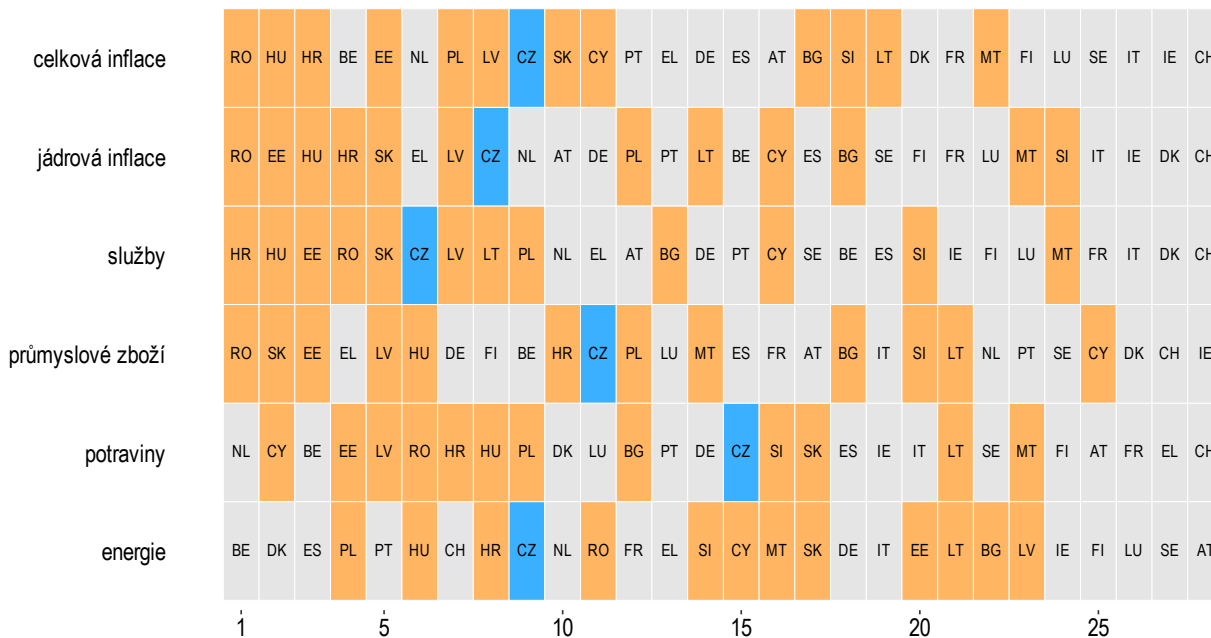 celková inflace RO HU HR BE EE NL PL LV CZ SK CY PT EL DE ES AT BG SI LT DK FR MT FI LU SE IT IE CH
jádrová inflace RO EE HU HR SK EL LV CZ NL AT DE PL PT LT BE CY ES BG SE FI FR LU MT SI IT IE DK CH
služby HR HU EE RO SK CZ LV LT PL NL EL AT BG DE PT CY SE BE ES SI IE FI LU MT FR IT DK CH
průmyslové zboží RO SK EE EL LV HU DE FI BE HR CZ PL LU MT ES FR AT BG IT SI LT NL PT SE CY DK CH IE
potraviny NL CY BE EE LV RO HR HU PL DK LU BG PT DE CZ SI SK ES IE IT LT SE MT FI AT FR EL CH
energie BE DK ES PL PT HU CH HR CZ NL RO FR EL SI CY MT SK DE IT EE LT BG LV IE FI LU SE AT
1 5 10 15 20 25